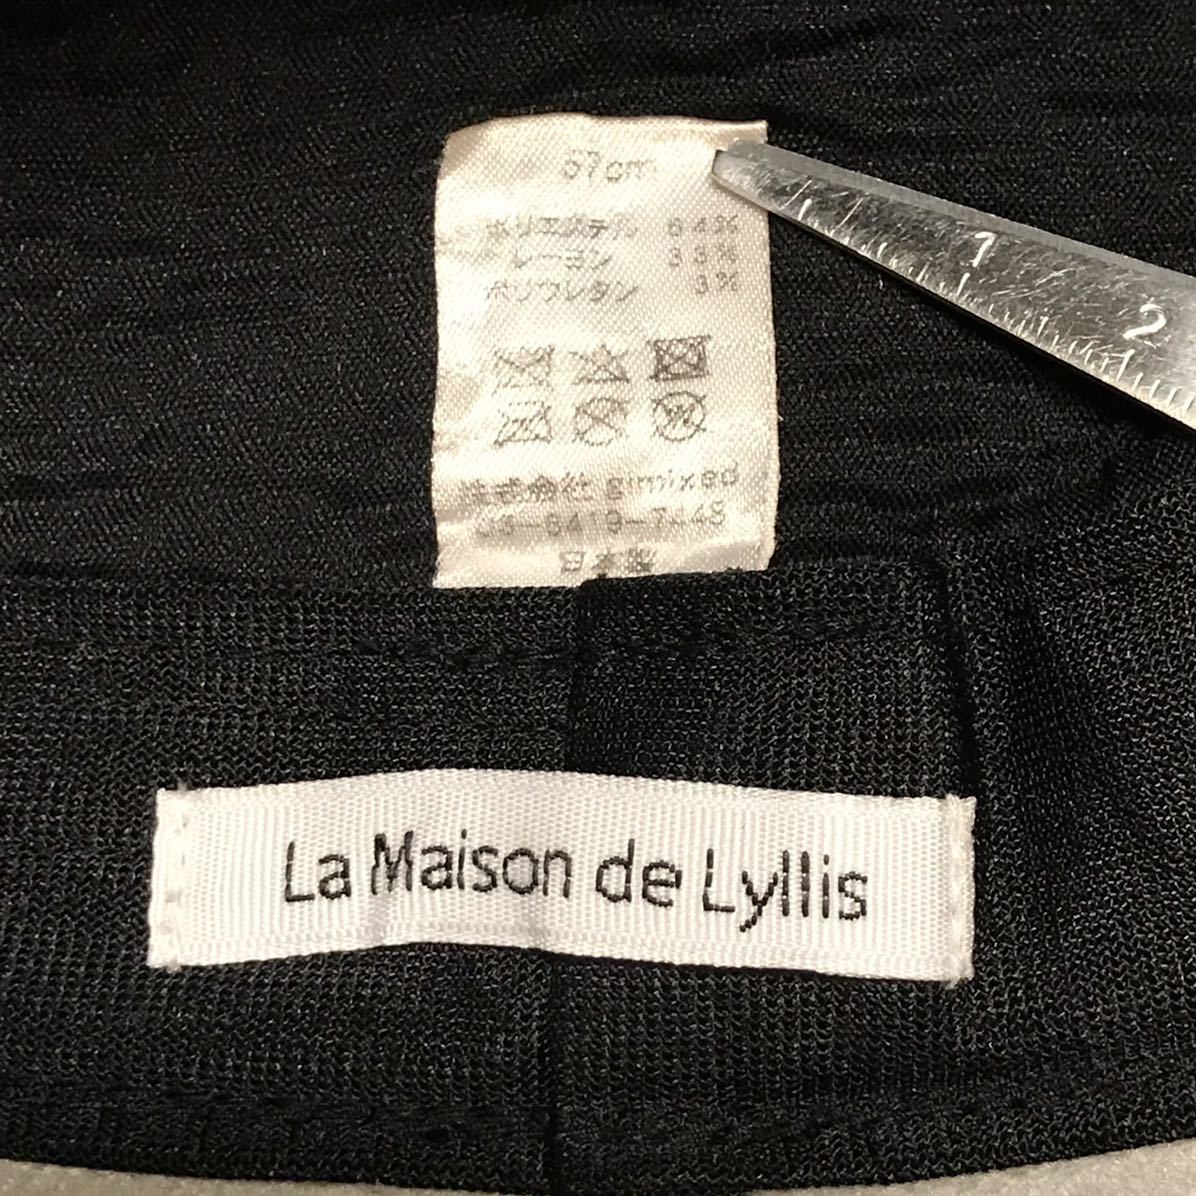 57cm
ポリエステル 64%
レーヨン 33%
ポリウレタン 3%
株式会社 gimixed
03-6419-7448
日本製
1
2
La Maison de Lyllis